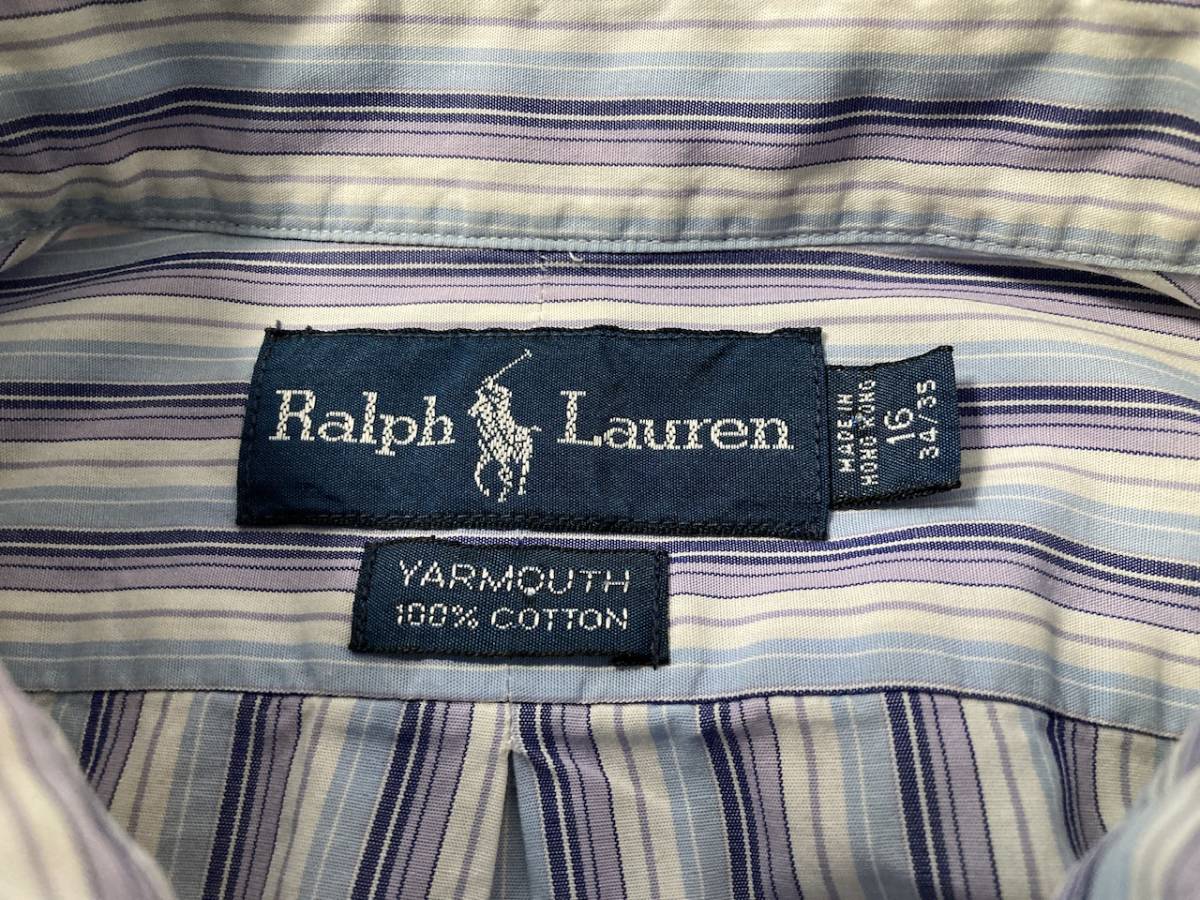 Ralph Lauren
MADE IN
HONG KONG
16
34/35
YARMOUTH
100% COTTON